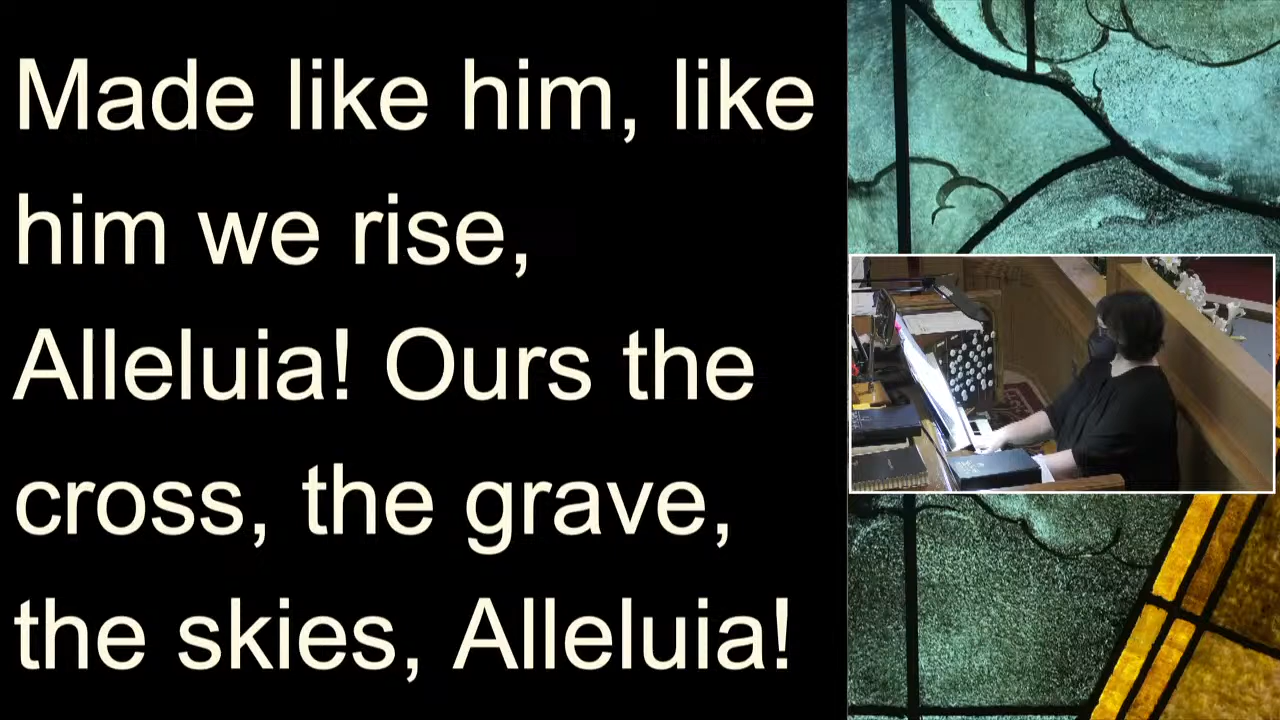 Made like him, like
him we rise,
Alleluia! Ours the
cross, the grave,
the skies, Alleluia!